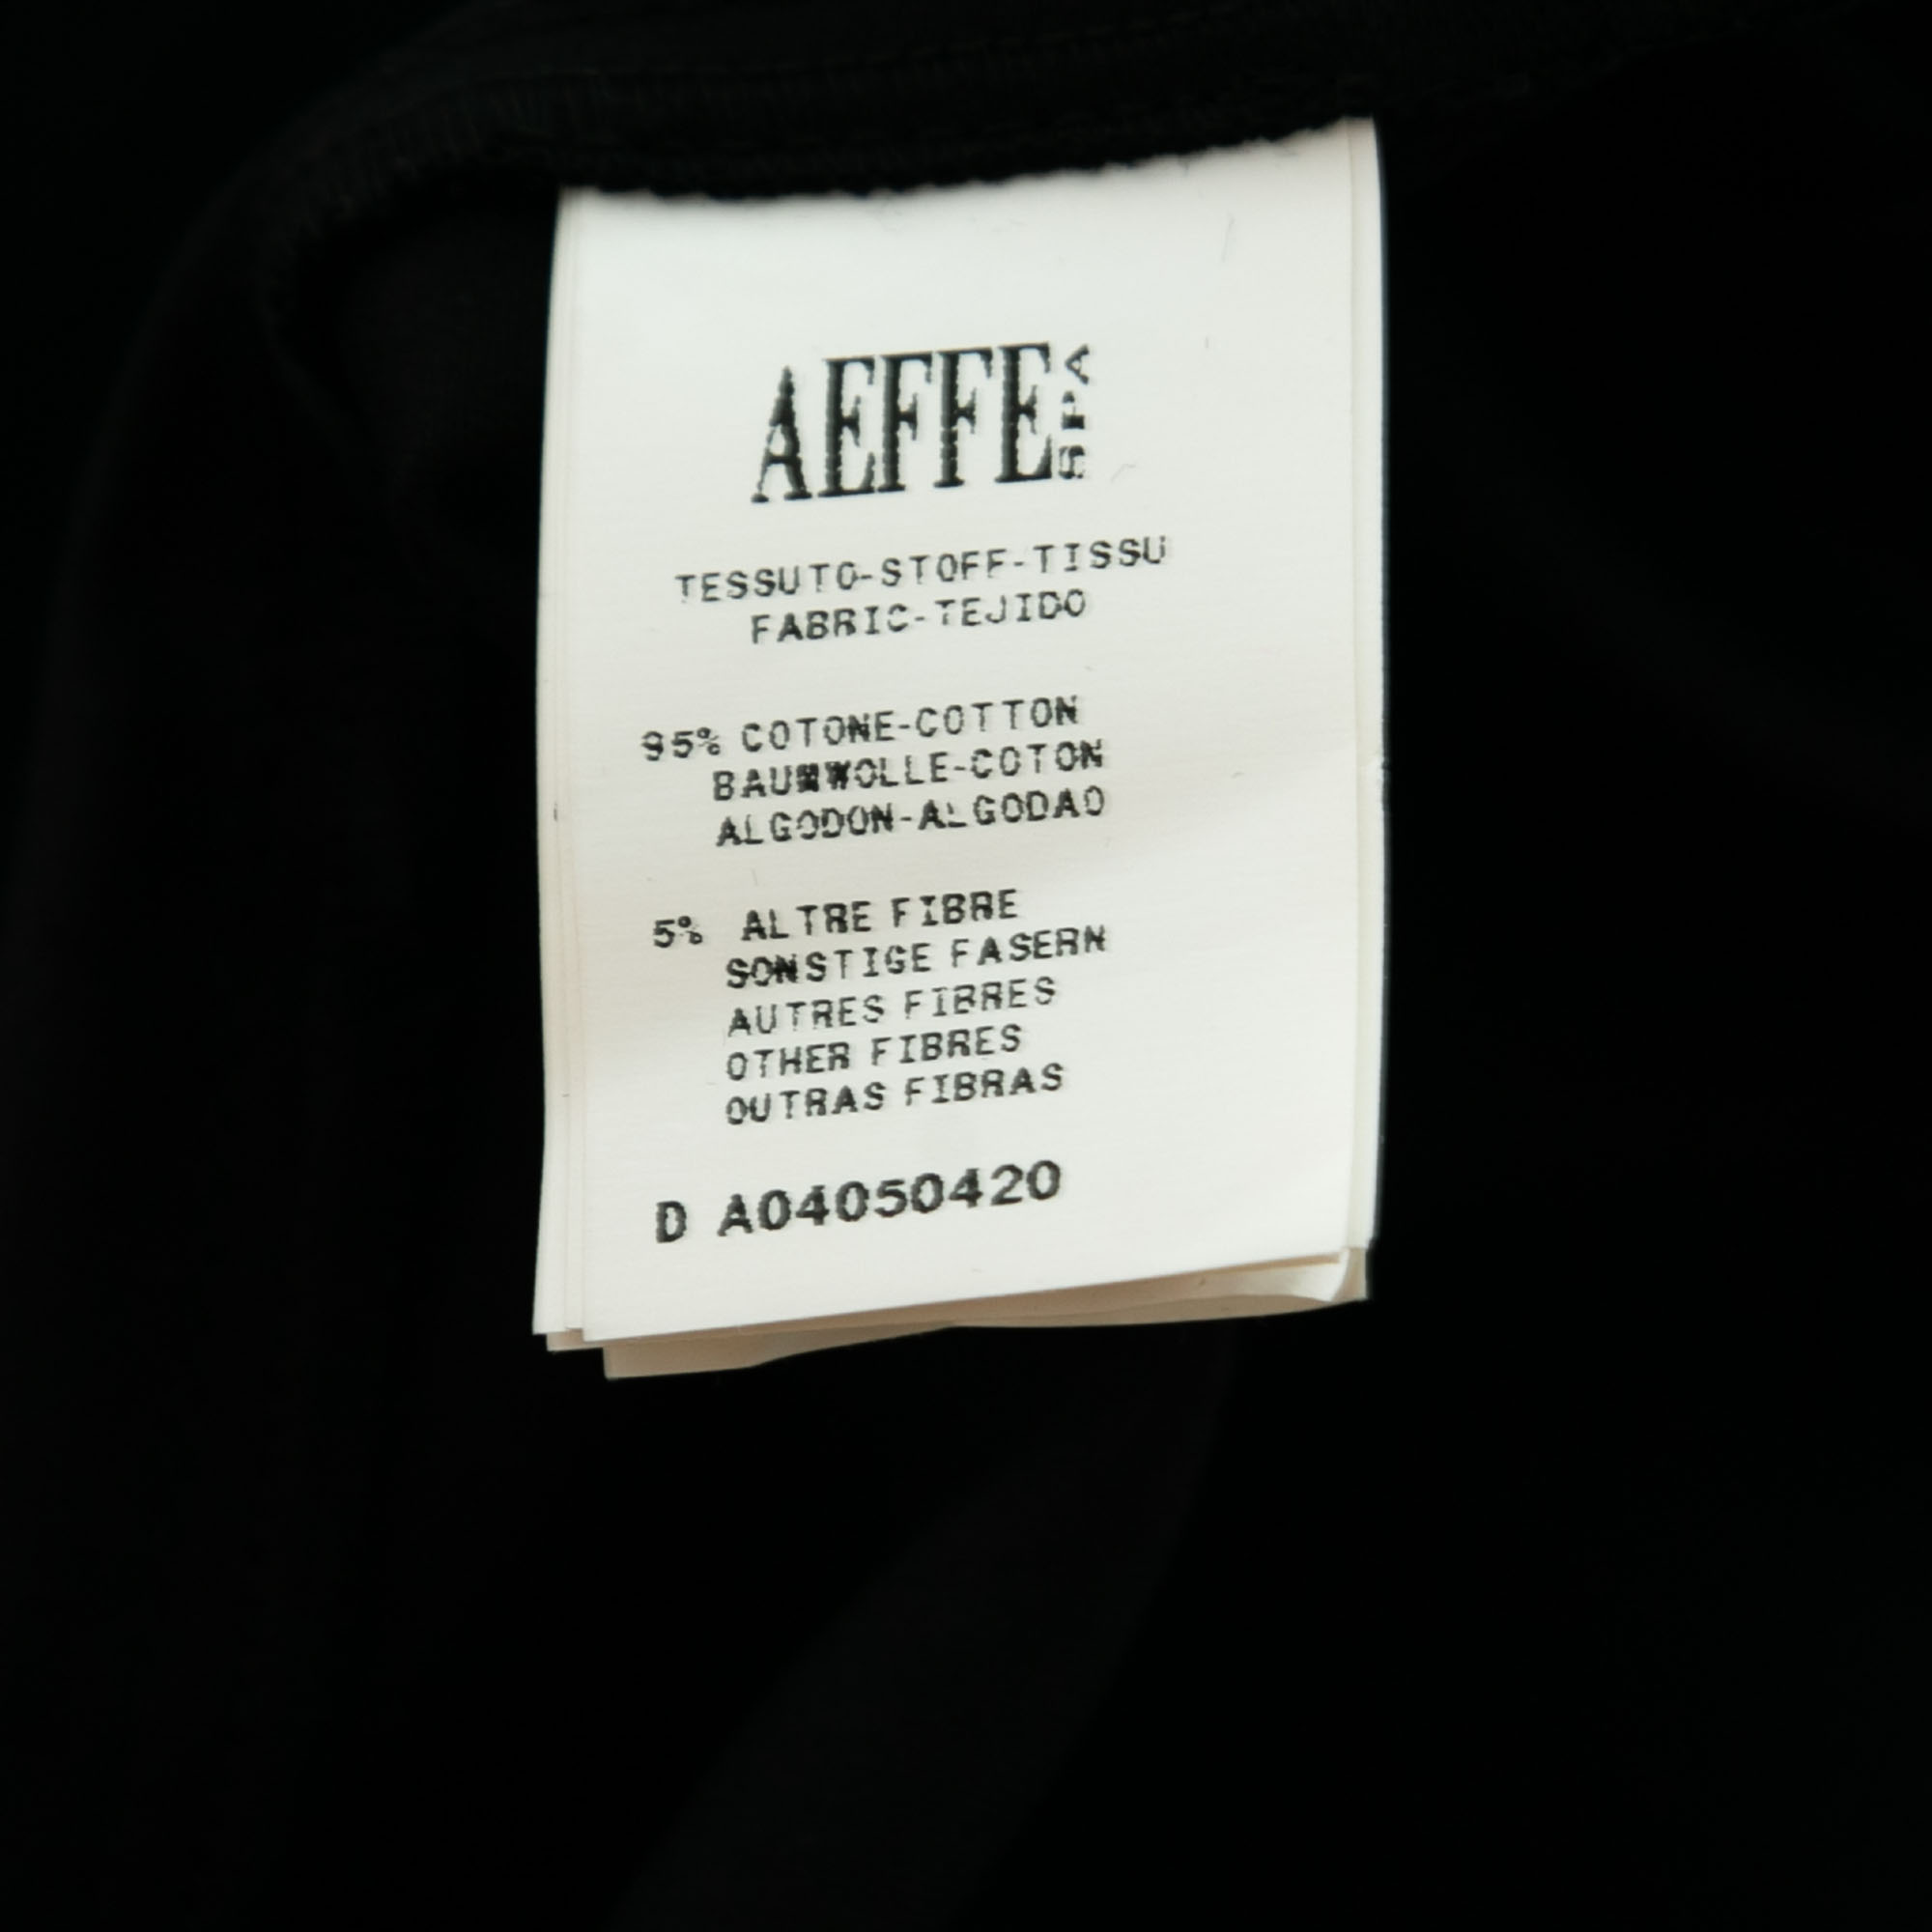 AEFFE SPA
TESSUTO-STOFF-TISSU
FABRIC-TEJIDO
95% COTONE-COTTON
BAUMWOLLE-COTON
ALGODON-ALGODAO
5% ALTRE FIBRE
SONSTIGE FASERN
AUTRES FIBRES
OTHER FIBRES
OUTRAS FIBRAS
D A04050420